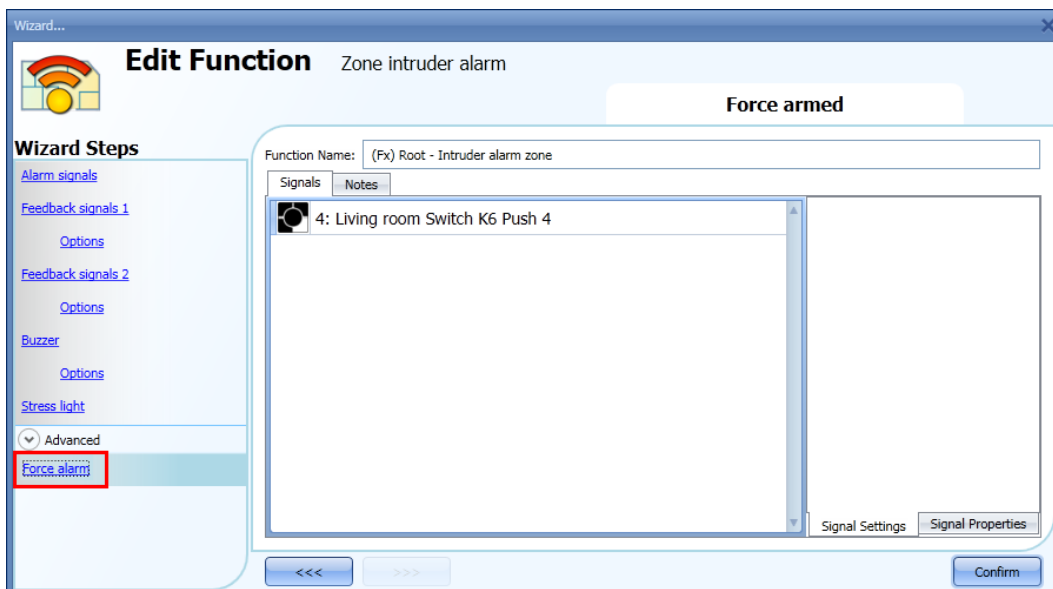 Wizard...
Edit Function Zone intruder alarm
Force armed
Wizard Steps
Alarm signals
Feedback signals 1
Options
Feedback signals 2
Options
Buzzer
Options
Stress light
Advanced
Force alarm
Function Name: (Fx) Root - Intruder alarm zone
Signals Notes
4: Living room Switch K6 Push 4
Signal Settings Signal Properties
<<< >>> Confirm